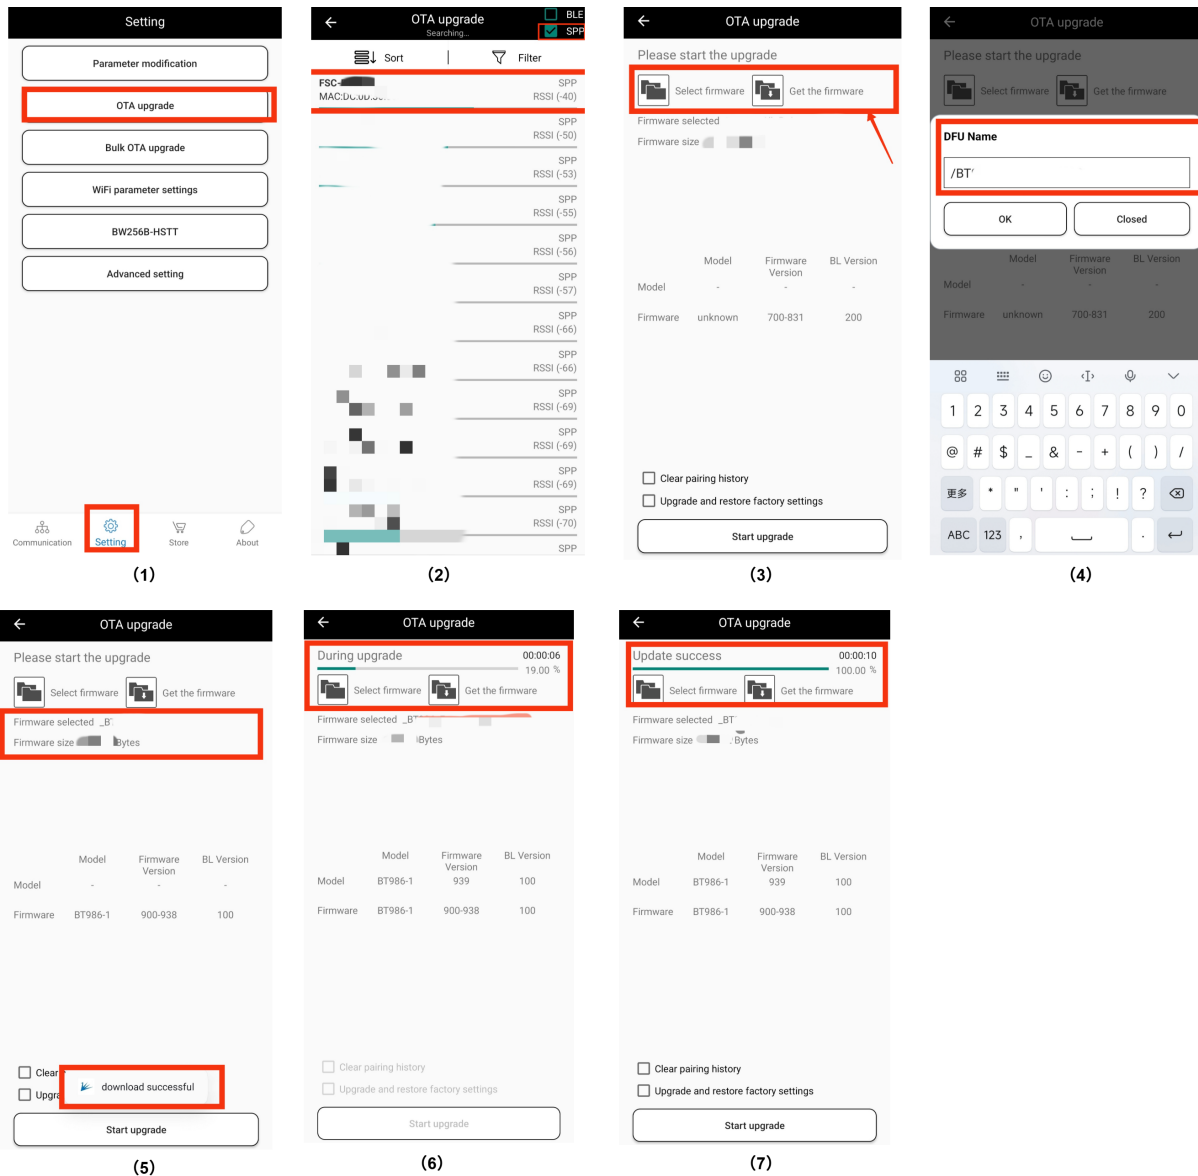 Setting
Parameter modification
OTA upgrade
Bulk OTA upgrade
WiFi parameter settings
BW256B-HSTT
Advanced setting
Communication
Setting
Store
About
(1)
OTA upgrade
Searching...
BLE
SPP
Sort
Filter
FSC-
SPP
MAC:DC:0D:
RSSI (-40)
SPP
RSSI (-50)
SPP
RSSI (-53)
SPP
RSSI (-55)
SPP
RSSI (-56)
SPP
RSSI (-57)
SPP
RSSI (-66)
SPP
RSSI (-66)
SPP
RSSI (-69)
SPP
RSSI (-69)
SPP
RSSI (-69)
SPP
RSSI (-70)
SPP
(2)
OTA upgrade
Please start the upgrade
Select firmware Get the firmware
Firmware selected
Firmware size
Model Firmware Version BL Version
Model - - -
Firmware unknown 700-831 200
Clear pairing history
Upgrade and restore factory settings
Start upgrade
(3)
OTA upgrade
Please start the upgrade
Select firmware Get the firmware
DFU Name
/BT
OK Closed
Model Firmware Version BL Version
Model - - -
Firmware unknown 700-831 200
1 2 3 4 5 6 7 8 9 0
@ # $ _ & - + ( ) /
更多 * " ' : ; ! ?
ABC 123 , .
(4)
OTA upgrade
Please start the upgrade
Select firmware Get the firmware
Firmware selected _BT
Firmware size Bytes
Model Firmware Version BL Version
Model - - -
Firmware BT986-1 900-938 100
Clear
Upgra
download successful
Start upgrade
(5)
OTA upgrade
During upgrade 00:00:06
19.00 %
Select firmware Get the firmware
Firmware selected _BT
Firmware size Bytes
Model Firmware Version BL Version
Model BT986-1 939 100
Firmware BT986-1 900-938 100
Clear pairing history
Upgrade and restore factory settings
Start upgrade
(6)
OTA upgrade
Update success 00:00:10
100.00 %
Select firmware Get the firmware
Firmware selected _BT
Firmware size Bytes
Model Firmware Version BL Version
Model BT986-1 939 100
Firmware BT986-1 900-938 100
Clear pairing history
Upgrade and restore factory settings
Start upgrade
(7)